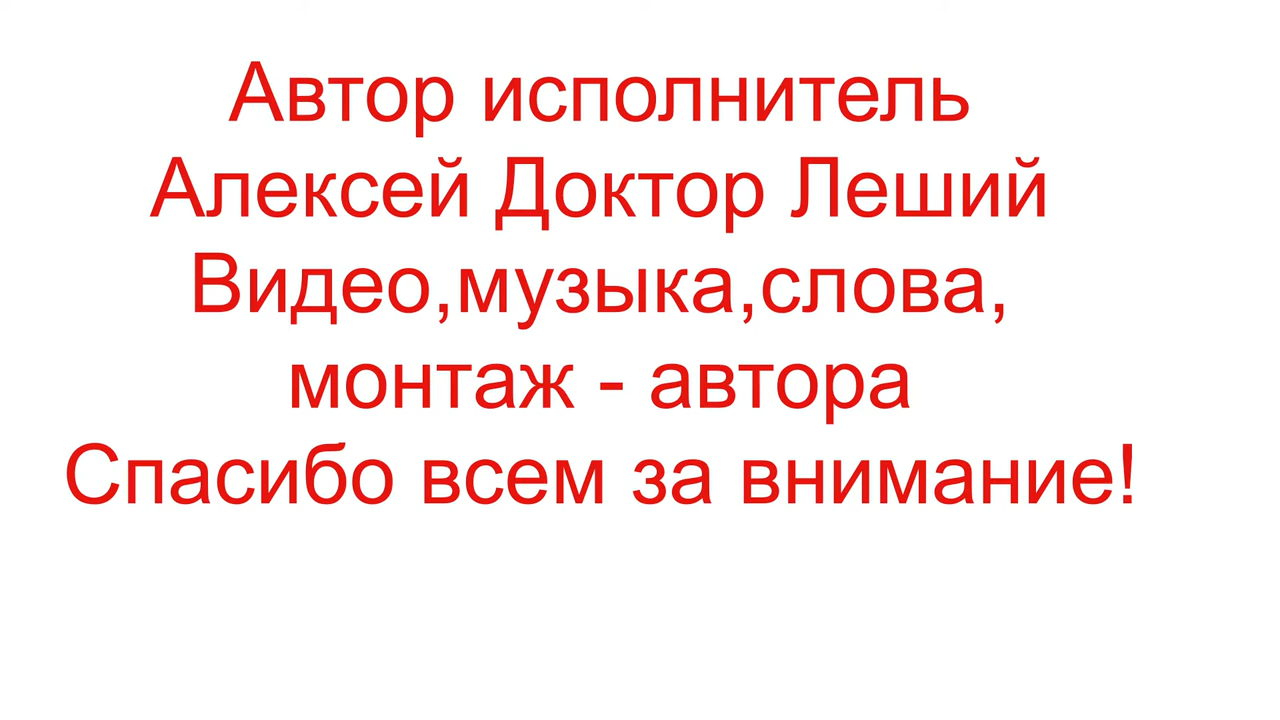 Автор исполнитель
Алексей Доктор Леший
Видео,музыка,слова,
монтаж - автора
Спасибо всем за внимание!